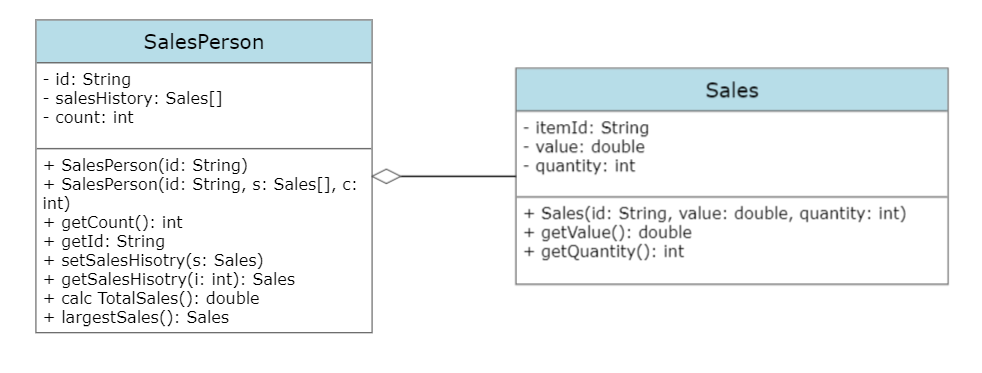 SalesPerson
- id: String
- salesHistory: Sales[]
- count: int
+ SalesPerson(id: String)
+ SalesPerson(id: String, s: Sales[], c:
int)
+ getCount(): int
+ getId: String
+ setSalesHisotry(s: Sales)
+ getSalesHisotry(i: int): Sales
+ calc TotalSales(): double
+ largestSales(): Sales
Sales
- itemId: String
- value: double
- quantity: int
+ Sales(id: String, value: double, quantity: int)
+ getValue(): double
+ getQuantity(): int